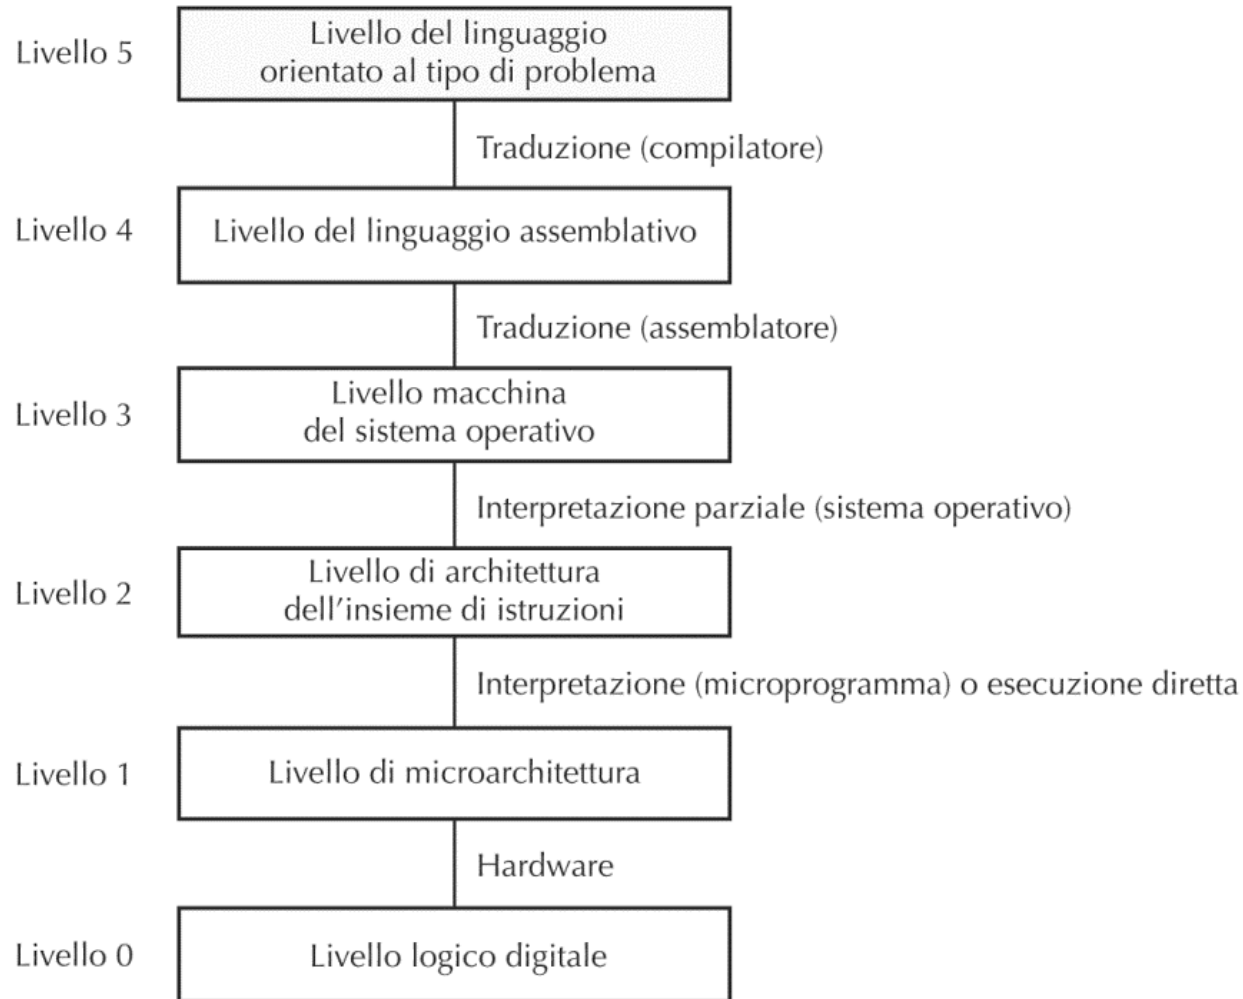 Livello 5
Livello del linguaggio
orientato al tipo di problema
Traduzione (compilatore)
Livello 4
Livello del linguaggio assemblativo
Traduzione (assemblatore)
Livello 3
Livello macchina
del sistema operativo
Interpretazione parziale (sistema operativo)
Livello 2
Livello di architettura
dell'insieme di istruzioni
Interpretazione (microprogramma) o esecuzione diretta
Livello 1
Livello di microarchitettura
Hardware
Livello 0
Livello logico digitale